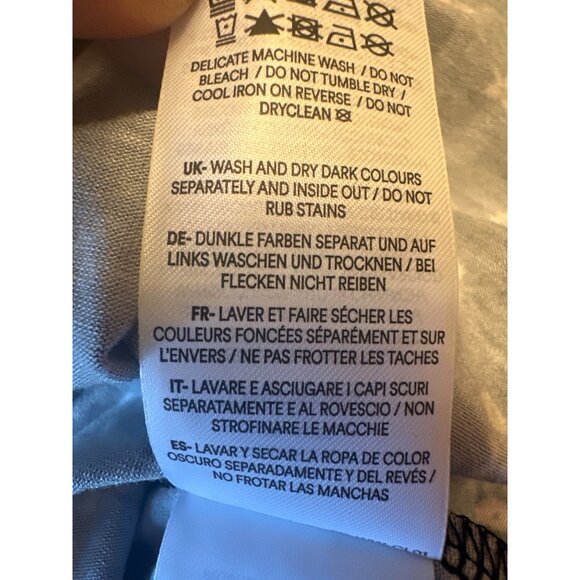 DELICATE MACHINE WASH / DO NOT
BLEACH / DO NOT TUMBLE DRY /
COOL IRON ON REVERSE / DO NOT
DRYCLEAN
UK- WASH AND DRY DARK COLOURS
SEPARATELY AND INSIDE OUT / DO NOT
RUB STAINS
DE- DUNKLE FARBEN SEPARAT UND AUF
LINKS WASCHEN UND TROCKNEN / BEI
FLECKEN NICHT REIBEN
FR- LAVER ET FAIRE SÉCHER LES
COULEURS FONCÉES SÉPARÉMENT ET SUR
L'ENVERS / NE PAS FROTTER LES TACHES
IT- LAVARE E ASCIUGARE I CAPI SCURI
SEPARATAMENTE E AL ROVESCIO / NON
STROFINARE LE MACCHIE
ES- LAVAR Y SECAR LA ROPA DE COLOR
OSCURO SEPARADAMENTE Y DEL REVÉS /
NO FROTAR LAS MANCHAS